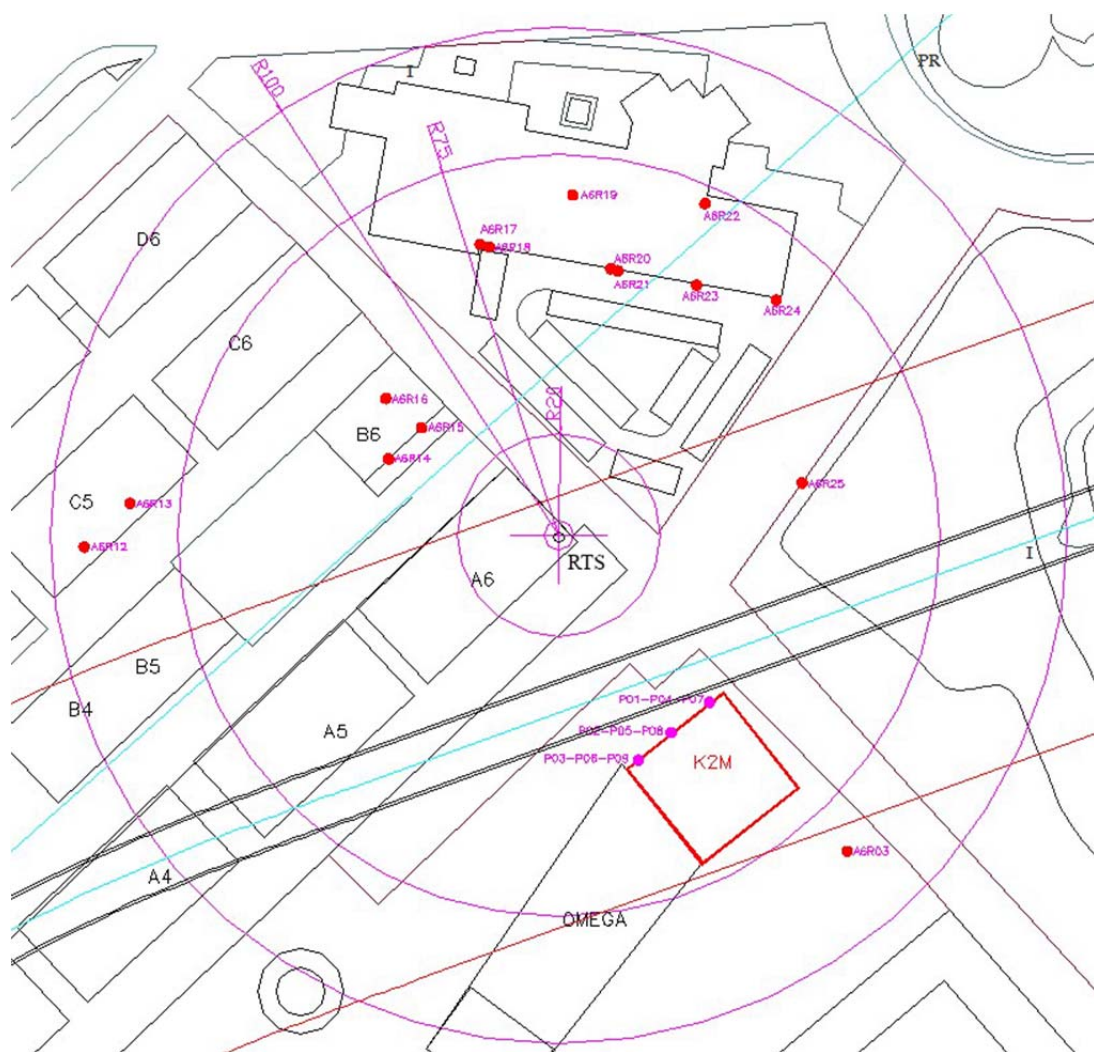 PR
I
R100
R75
A6R19
A6R22
D6
A6R17
A6R18
A6R20
A6R21
A6R23
A6R24
C6
R20
A6R16
B6
A6R15
A6R14
A6R25
C5
A6R13
A6R12
I
RTS
A6
B5
P01-P04-P07
B4
A5
P02-P05-P08
P03-P06-P09
K2M
A6R03
A4
OMEGA